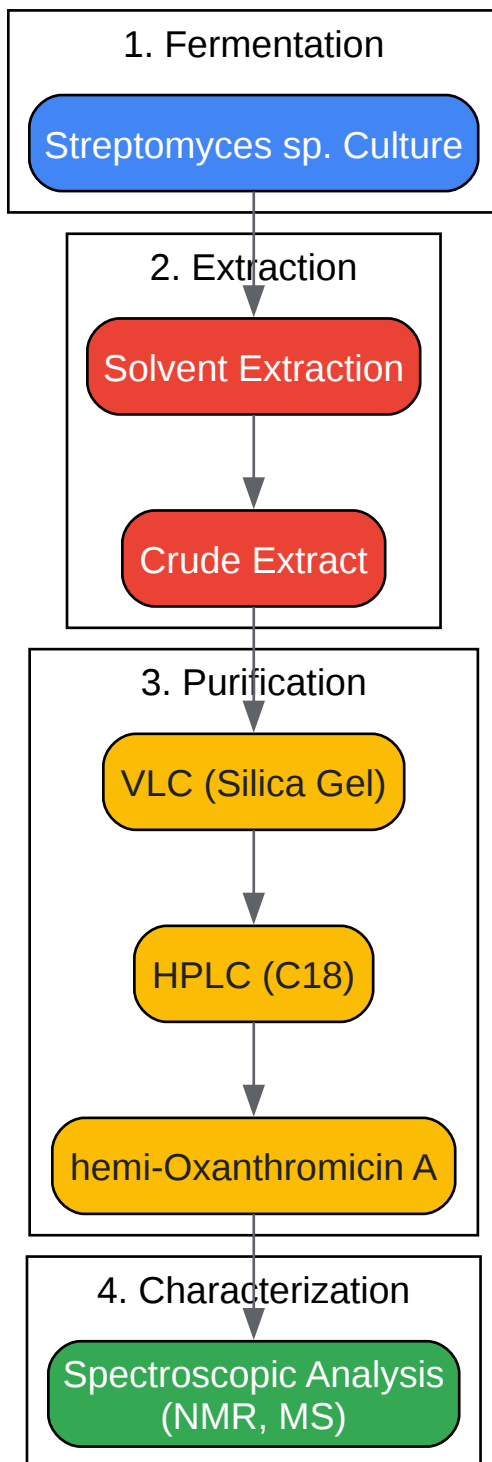 1. Fermentation
Streptomyces sp. Culture
2. Extraction
Solvent Extraction
Crude Extract
3. Purification
VLC (Silica Gel)
HPLC (C18)
hemi-Oxanthromicin A
4. Characterization
Spectroscopic Analysis
(NMR, MS)